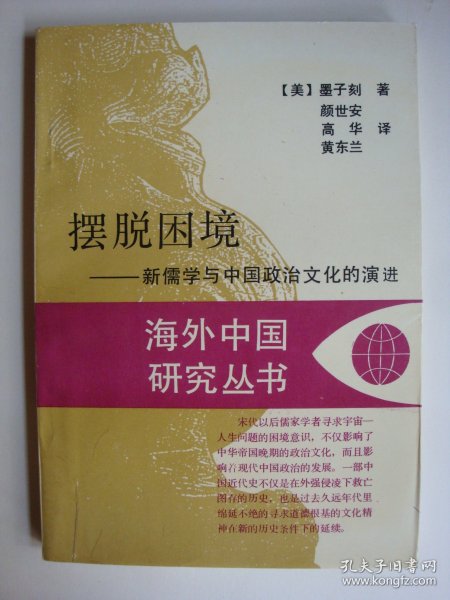 【美】墨子刻 著
颜世安
高华 译
黄东兰
摆脱困境
——新儒学与中国政治文化的演进
海外中国
研究丛书
宋代以后儒家学者寻求宇宙—
人生问题的困境意识，不仅影响了
中华帝国晚期的政治文化，而且影
响着现代中国政治的发展。一部中
国近代史不仅是在外强侵凌下救亡
图存的历史，也是过去久远年代里
绵延不绝的寻求道德根基的文化精
神在新的历史条件下的延续。
孔夫子旧书网
www.kongfz.com